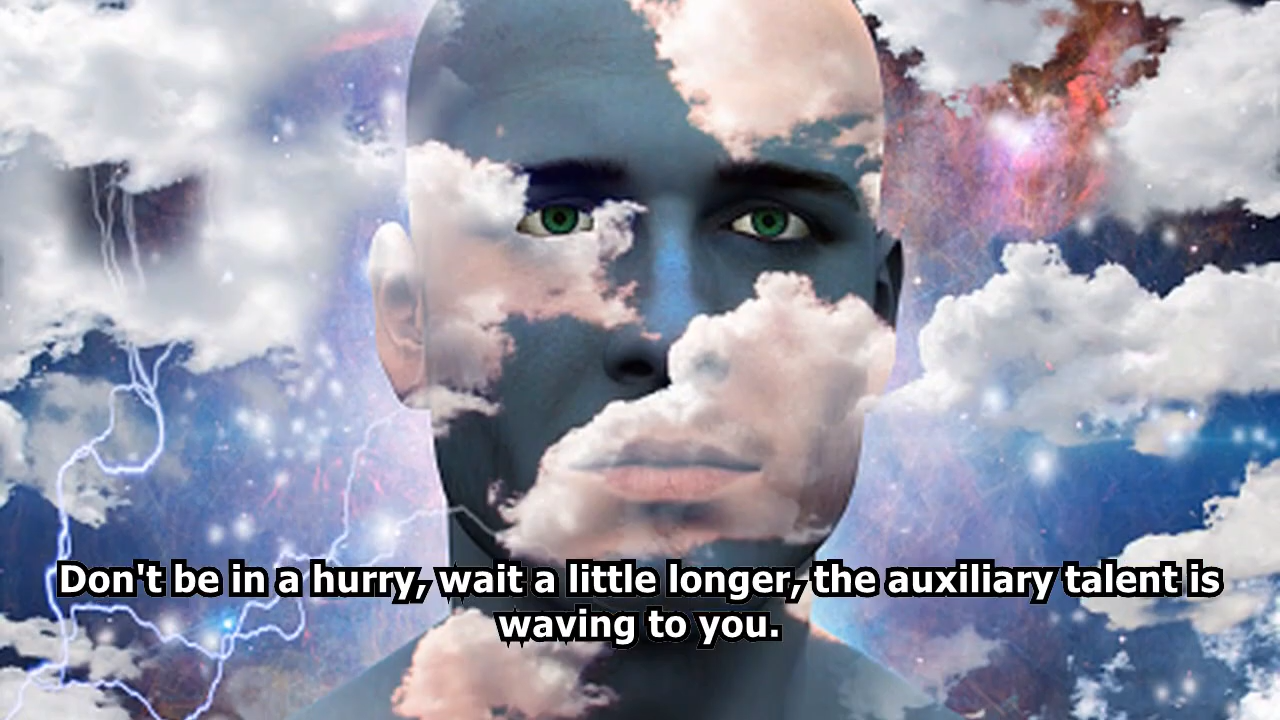 Don't be in a hurry, wait a little longer, the auxiliary talent is
waving to you.